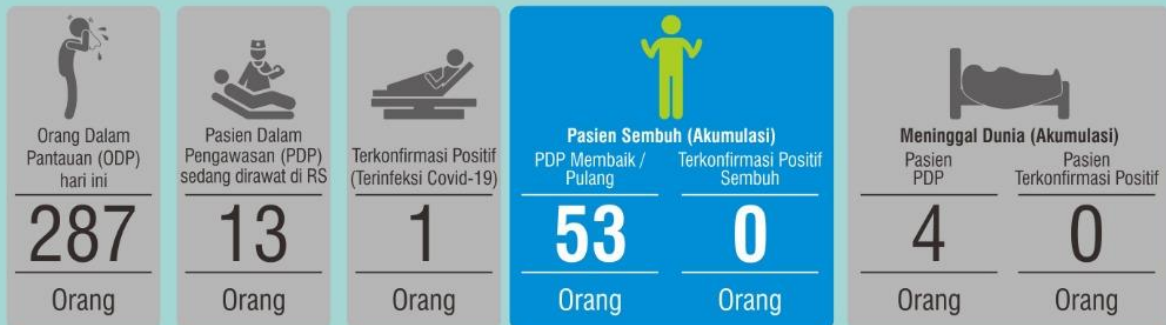 Orang Dalam
Pantauan (ODP)
hari ini
287
Orang
Pasien Dalam
Pengawasan (PDP)
sedang dirawat di RS
13
Orang
Terkonfirmasi Positif
(Terinfeksi Covid-19)
1
Orang
Pasien Sembuh (Akumulasi)
PDP Membaik /
Pulang
53
Orang
Terkonfirmasi Positif
Sembuh
0
Orang
Meninggal Dunia (Akumulasi)
Pasien
PDP
4
Orang
Pasien
Terkonfirmasi Positif
0
Orang